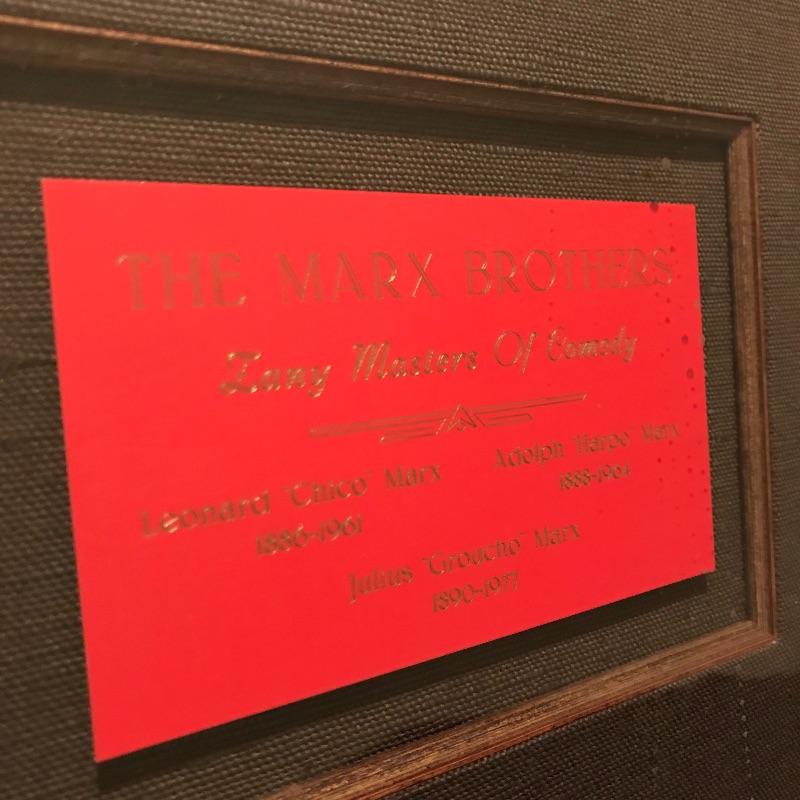 THE MARX BROTHERS
Zany Masters Of Comedy
Leonard "Chico" Marx
1886-1961
Adolph "Harpo" Marx
1888-1964
Julius "Groucho" Marx
1890-1977